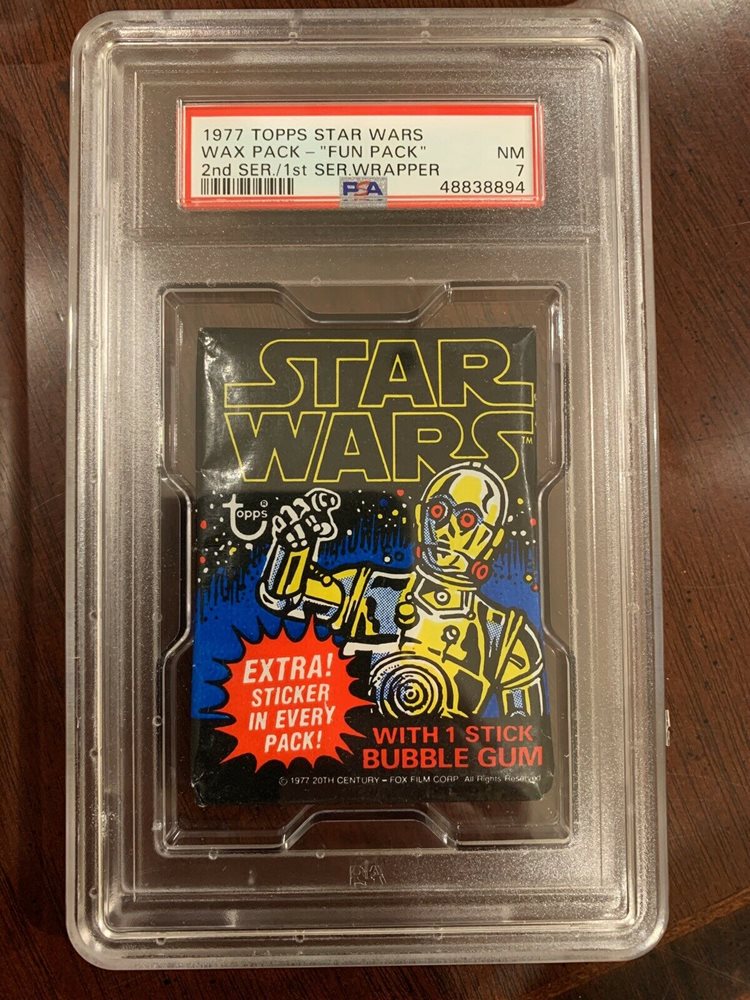 1977 TOPPS STAR WARS
WAX PACK – "FUN PACK" NM
2nd SER./1st SER.WRAPPER 7
PSA 48838894
STAR
WARS
TM
topps®
EXTRA!
STICKER
IN EVERY
PACK!
WITH 1 STICK
BUBBLE GUM
© 1977 20TH CENTURY – FOX FILM CORP. All Rights Reserved
PSA